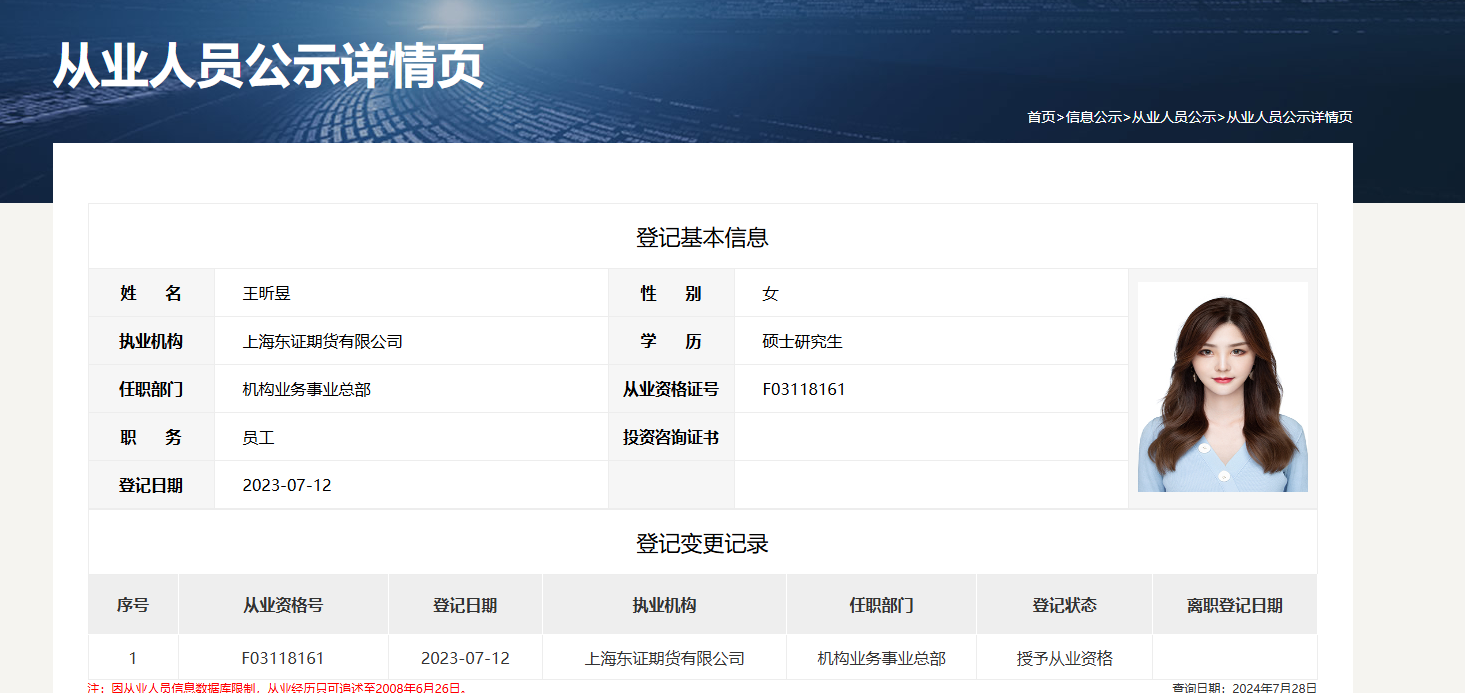 从业人员公示详情页
首页>信息公示>从业人员公示>从业人员公示详情页
登记基本信息
姓 名 王昕昱 性 别 女
执业机构 上海东证期货有限公司 学 历 硕士研究生
任职部门 机构业务事业总部 从业资格证号 F03118161
职 务 员工 投资咨询证书
登记日期 2023-07-12
登记变更记录
序号 从业资格号 登记日期 执业机构 任职部门 登记状态 离职登记日期
1 F03118161 2023-07-12 上海东证期货有限公司 机构业务事业总部 授予从业资格
注：因从业人员信息数据库限制，从业经历只可追述至2008年6月26日。 查询日期：2024年7月28日